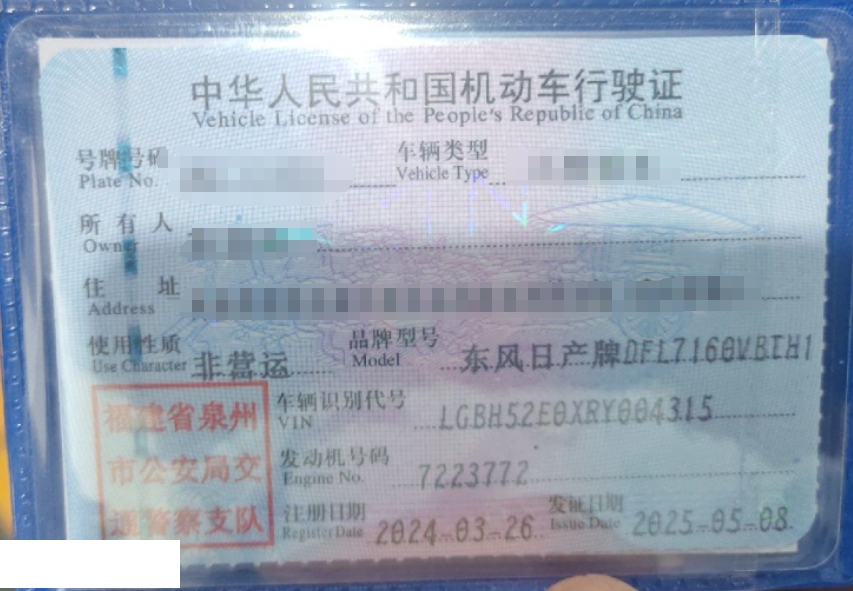 中华人民共和国机动车行驶证
Vehicle License of the People's Republic of China
号牌号码 车辆类型
Plate No. Vehicle Type
所有人
Owner
住址
Address
使用性质 非营运 品牌型号 东风日产牌DFL7160VBIH1
Use Character Model
福建省泉州
市公安局交
通警察支队
车辆识别代号 LGBH52E0XRY004315
VIN
发动机号码 7223772
Engine No.
注册日期 2024-03-26 发证日期 2025-05-08
Register Date Issue Date